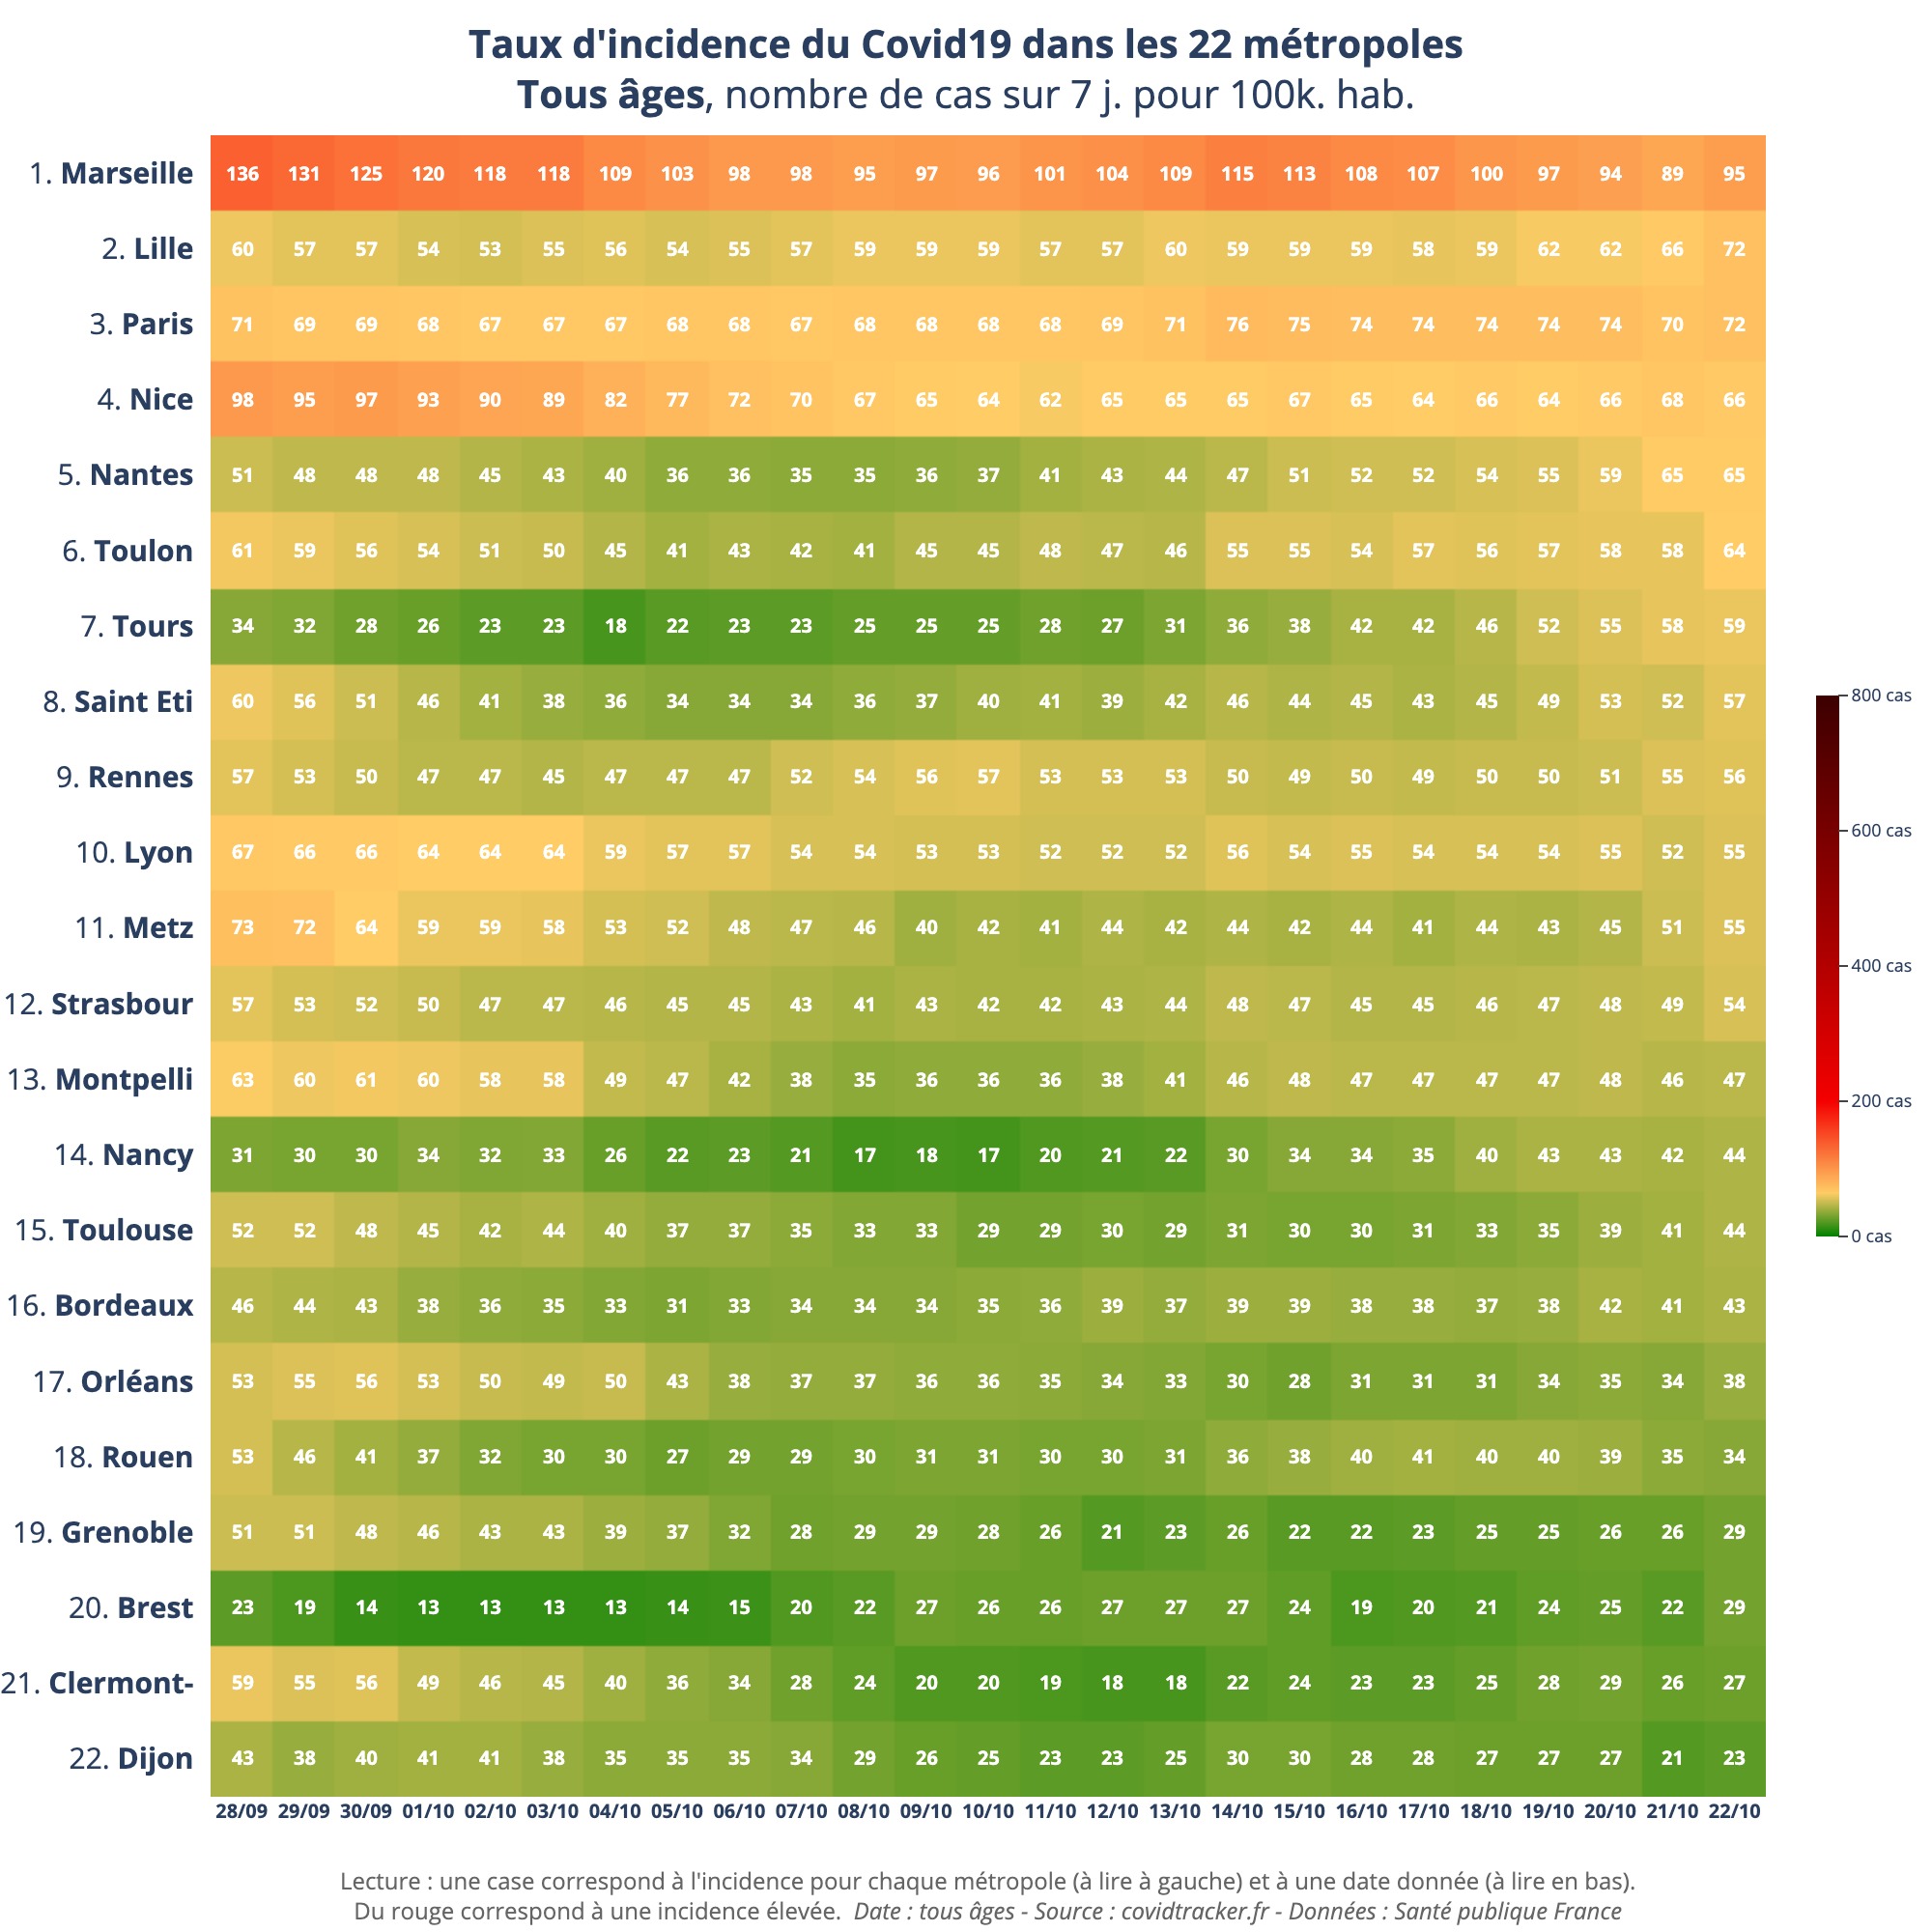 Taux d'incidence du Covid19 dans les 22 métropoles
Tous âges, nombre de cas sur 7 j. pour 100k. hab.
1. Marseille 136 131 125 120 118 118 109 103 98 98 95 97 96 101 104 109 115 113 108 107 100 97 94 89 95
2. Lille 60 57 57 54 53 55 56 54 55 57 59 59 59 57 57 60 59 59 59 58 59 62 62 66 72
3. Paris 71 69 69 68 67 67 67 68 68 67 68 68 68 68 69 71 76 75 74 74 74 74 74 70 72
4. Nice 98 95 97 93 90 89 82 77 72 70 67 65 64 62 65 65 65 67 65 64 66 64 66 68 66
5. Nantes 51 48 48 48 45 43 40 36 36 35 35 36 37 41 43 44 47 51 52 52 54 55 59 65 65
6. Toulon 61 59 56 54 51 50 45 41 43 42 41 45 45 48 47 46 55 55 54 57 56 57 58 58 64
7. Tours 34 32 28 26 23 23 18 22 23 23 25 25 25 28 27 31 36 38 42 42 46 52 55 58 59
8. Saint Eti 60 56 51 46 41 38 36 34 34 34 36 37 40 41 39 42 46 44 45 43 45 49 53 52 57
9. Rennes 57 53 50 47 47 45 47 47 47 52 54 56 57 53 53 53 50 49 50 49 50 50 51 55 56
10. Lyon 67 66 66 64 64 64 59 57 57 54 54 53 53 52 52 52 56 54 55 54 54 54 55 52 55
11. Metz 73 72 64 59 59 58 53 52 48 47 46 40 42 41 44 42 44 42 44 41 44 43 45 51 55
12. Strasbour 57 53 52 50 47 47 46 45 45 43 41 43 42 42 43 44 48 47 45 45 46 47 48 49 54
13. Montpelli 63 60 61 60 58 58 49 47 42 38 35 36 36 36 38 41 46 48 47 47 47 47 48 46 47
14. Nancy 31 30 30 34 32 33 26 22 23 21 17 18 17 20 21 22 30 34 34 35 40 43 43 42 44
15. Toulouse 52 52 48 45 42 44 40 37 37 35 33 33 29 29 30 29 31 30 30 31 33 35 39 41 44
16. Bordeaux 46 44 43 38 36 35 33 31 33 34 34 34 35 36 39 37 39 39 38 38 37 38 42 41 43
17. Orléans 53 55 56 53 50 49 50 43 38 37 37 36 36 35 34 33 30 28 31 31 31 34 35 34 38
18. Rouen 53 46 41 37 32 30 30 27 29 29 30 31 31 30 30 31 36 38 40 41 40 40 39 35 34
19. Grenoble 51 51 48 46 43 43 39 37 32 28 29 29 28 26 21 23 26 22 22 23 25 25 26 26 29
20. Brest 23 19 14 13 13 13 13 14 15 20 22 27 26 26 27 27 27 24 19 20 21 24 25 22 29
21. Clermont- 59 55 56 49 46 45 40 36 34 28 24 20 20 19 18 18 22 24 23 23 25 28 29 26 27
22. Dijon 43 38 40 41 41 38 35 35 35 34 29 26 25 23 23 25 30 30 28 28 27 27 27 21 23
28/09 29/09 30/09 01/10 02/10 03/10 04/10 05/10 06/10 07/10 08/10 09/10 10/10 11/10 12/10 13/10 14/10 15/10 16/10 17/10 18/10 19/10 20/10 21/10 22/10
800 cas
600 cas
400 cas
200 cas
0 cas
Lecture : une case correspond à l'incidence pour chaque métropole (à lire à gauche) et à une date donnée (à lire en bas).
Du rouge correspond à une incidence élevée. Date : tous âges - Source : covidtracker.fr - Données : Santé publique France